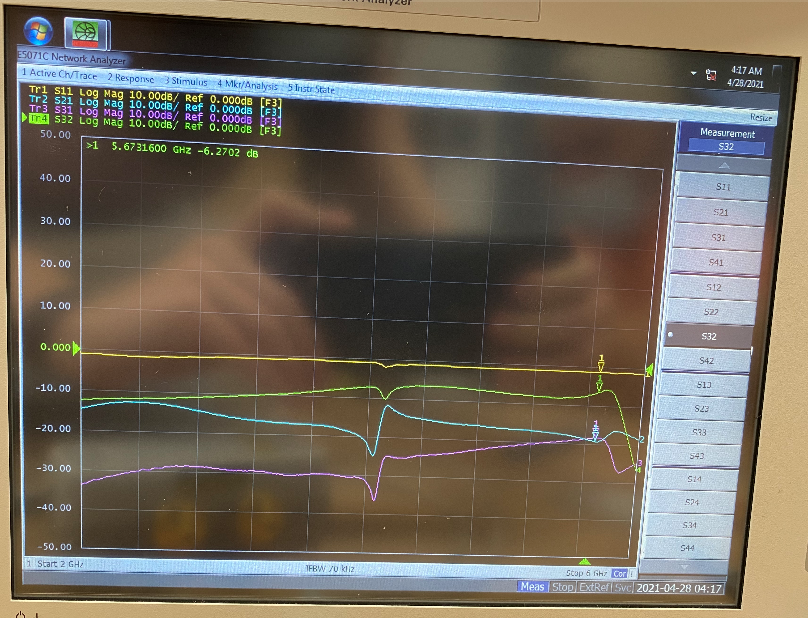 Analyzer
4:17 AM
4/28/2021
E5071C Network Analyzer
1 Active Ch/Trace 2 Response 3 Stimulus 4 Mkr/Analysis 5 Instr State
Resize
Tr1 S11 Log Mag 10.00dB/ Ref 0.000dB [F3]
Tr2 S21 Log Mag 10.00dB/ Ref 0.000dB [F3]
Tr3 S31 Log Mag 10.00dB/ Ref 0.000dB [F3]
Tr4 S32 Log Mag 10.00dB/ Ref 0.000dB [F3]
>1 5.6731600 GHz -6.2702 dB
50.00
40.00
30.00
20.00
10.00
0.000
-10.00
-20.00
-30.00
-40.00
-50.00
1
1
1
2
4
Measurement
S32
S11
S21
S31
S41
S12
S22
S32
S42
S13
S23
S33
S43
S14
S24
S34
S44
1 Start 2 GHz
IFBW 70 kHz
Stop 6 GHz Cor
Meas Stop ExtRef Svc 2021-04-28 04:17